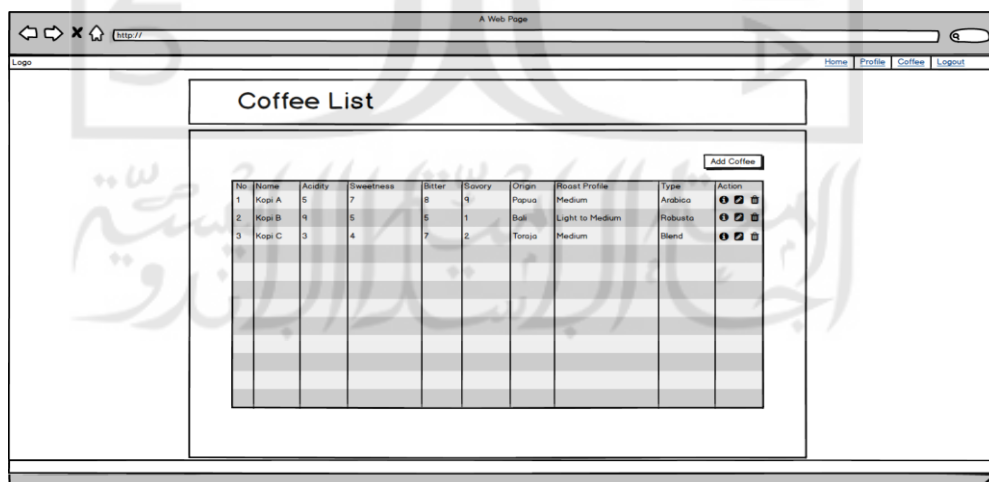 A Web Page
http://
Logo Home Profile Coffee Logout
Coffee List
Add Coffee
No Name Acidity Sweetness Bitter Savory Origin Roast Profile Type Action
1 Kopi A 5 7 8 9 Papua Medium Arabica
2 Kopi B 9 5 5 1 Bali Light to Medium Robusta
3 Kopi C 3 4 7 2 Toraja Medium Blend